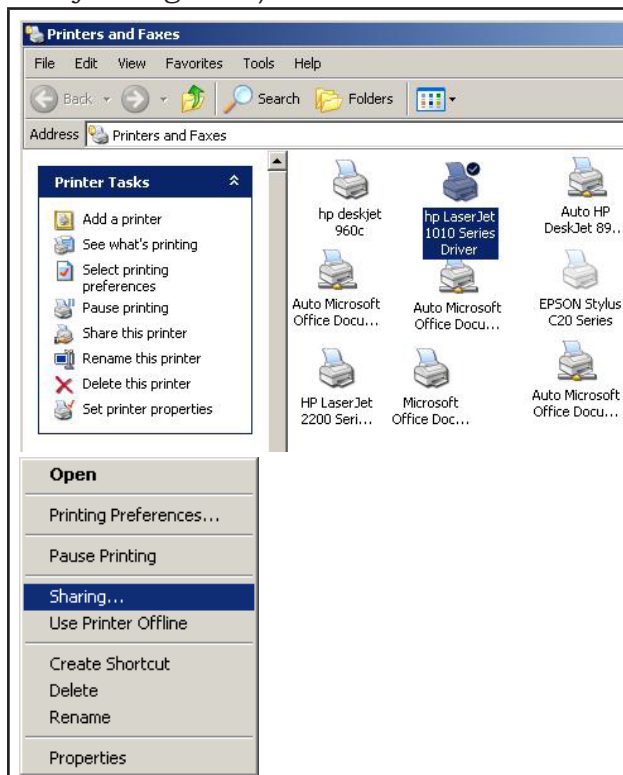 Printers and Faxes
File Edit View Favorites Tools Help
Back Search Folders
Address Printers and Faxes
Printer Tasks
Add a printer
See what's printing
Select printing
preferences
Pause printing
Share this printer
Rename this printer
Delete this printer
Set printer properties
hp deskjet
960c
hp LaserJet
1010 Series
Driver
Auto HP
DeskJet 89...
Auto Microsoft
Office Docu...
Auto Microsoft
Office Docu...
EPSON Stylus
C20 Series
HP LaserJet
2200 Seri...
Microsoft
Office Doc...
Auto Microsoft
Office Docu...
Open
Printing Preferences...
Pause Printing
Sharing...
Use Printer Offline
Create Shortcut
Delete
Rename
Properties